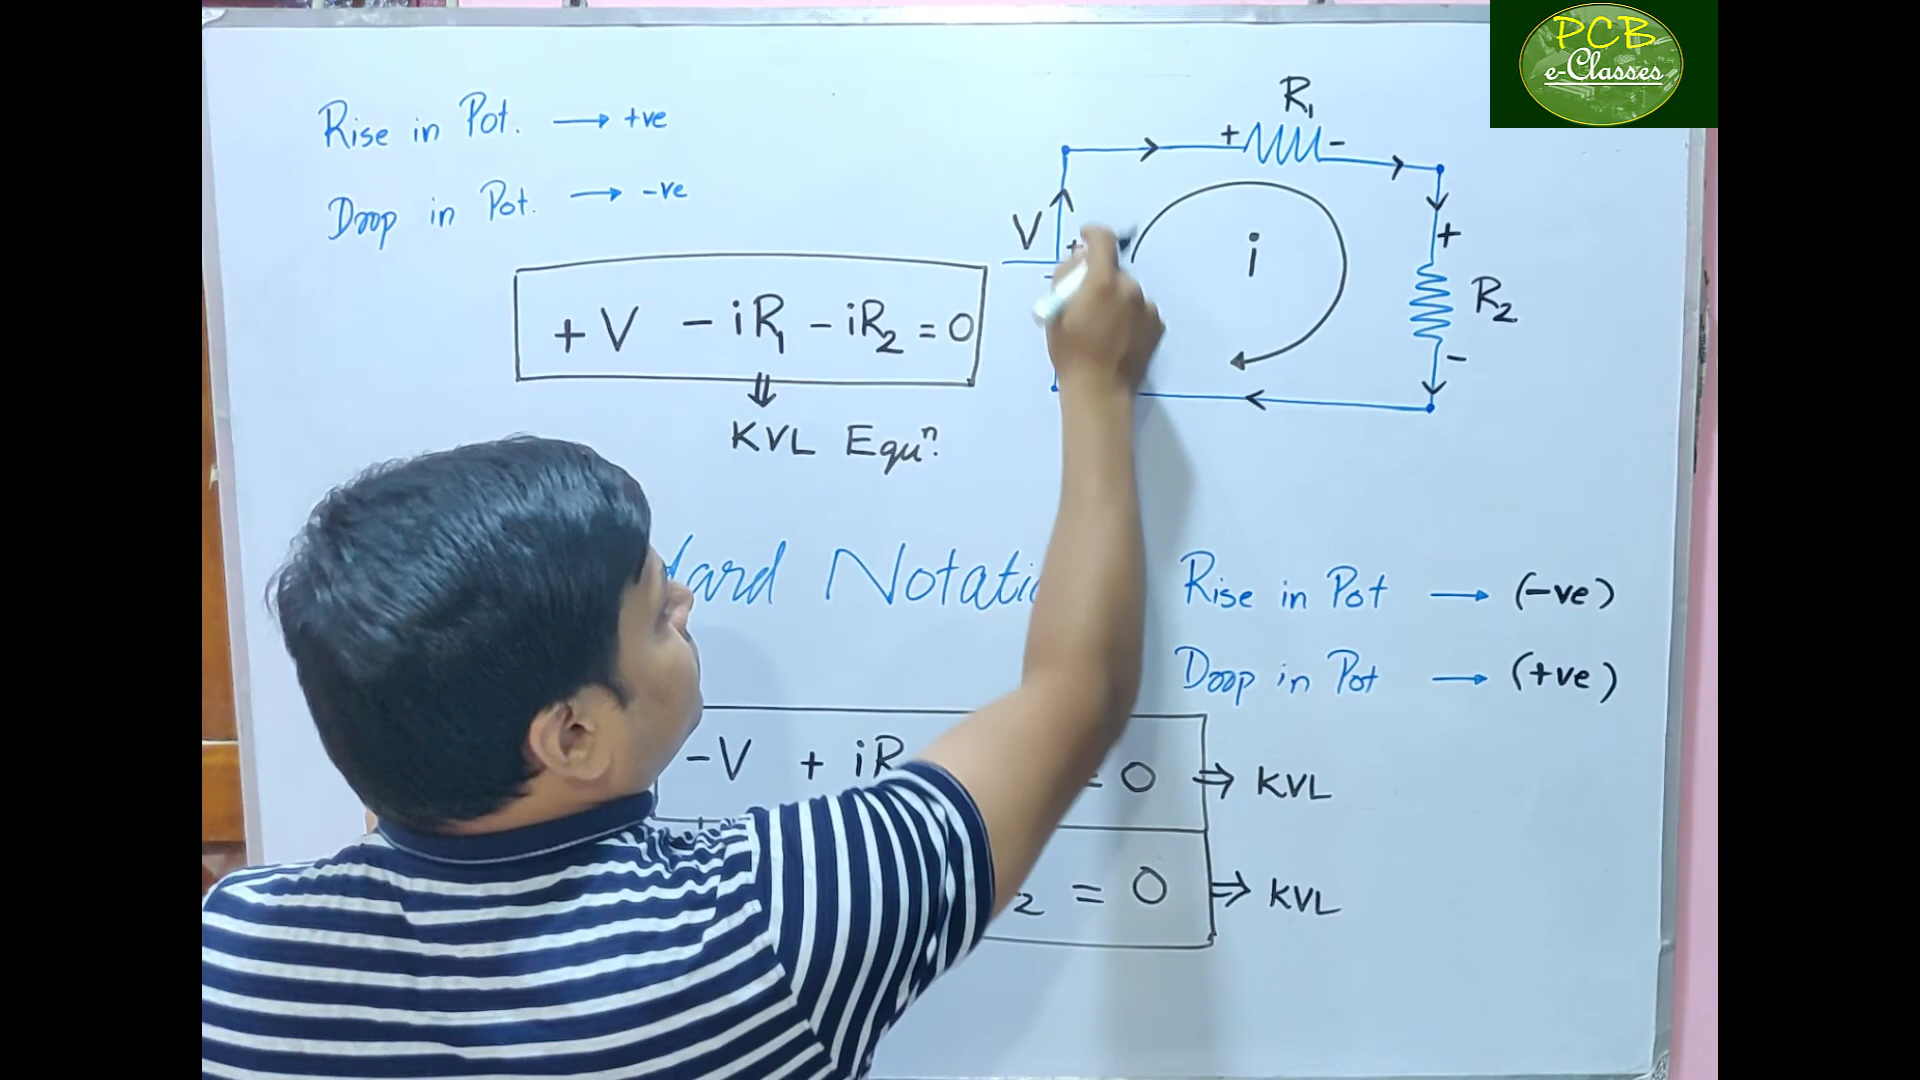 PCB
e-Classes
Rise in Pot. → +ve
Drop in Pot. → -ve
R1
+ -
V
+
i
+
R2
-
+ V - iR1 - iR2 = 0
⇓
KVL Equⁿ.
Notati
Rise in Pot → (-ve)
Drop in Pot → (+ve)
-V + iR = 0 ⇒ KVL
2 = 0 ⇒ KVL